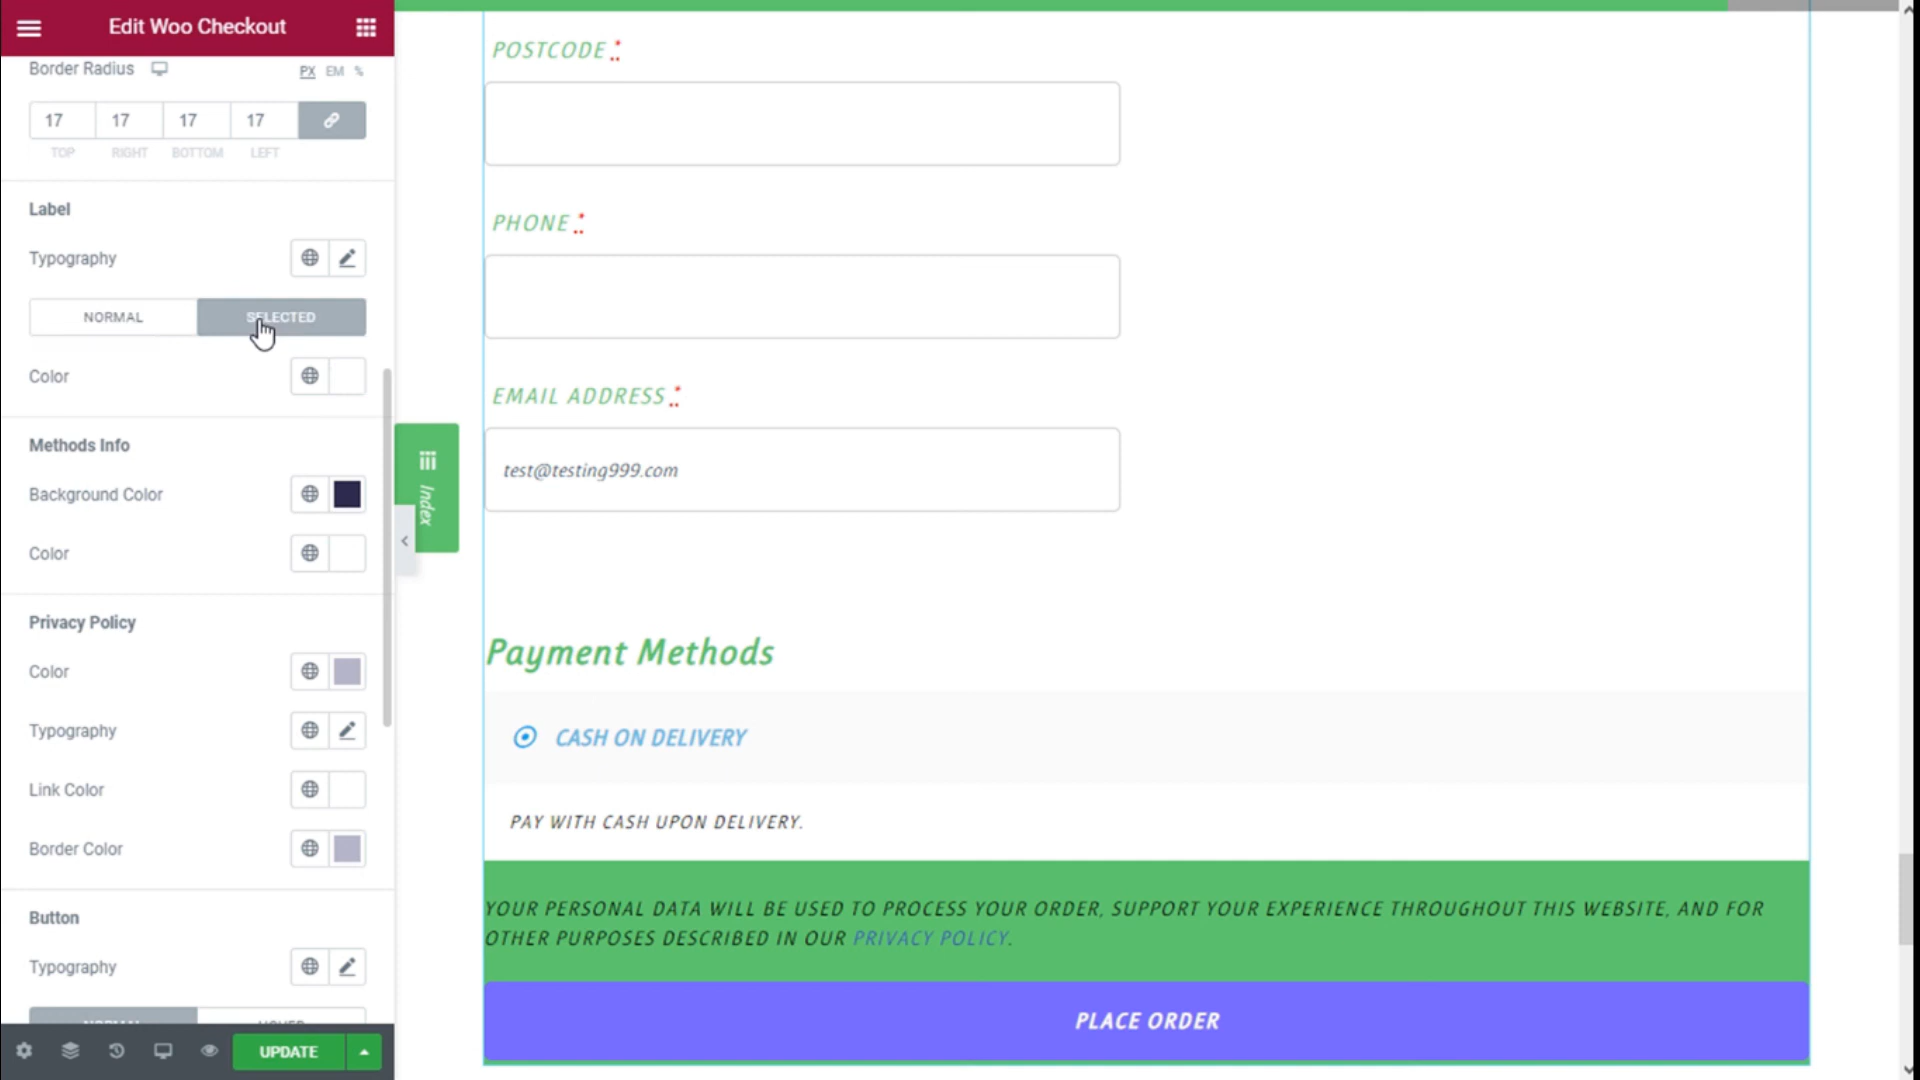 Edit Woo Checkout
Border Radius PX EM %
17 17 17 17
TOP RIGHT BOTTOM LEFT
Label
Typography
NORMAL SELECTED
Color
Methods Info
Background Color
Color
Privacy Policy
Color
Typography
Link Color
Border Color
Button
Typography
NORMAL HOVER
UPDATE
Index
POSTCODE *
PHONE *
EMAIL ADDRESS *
test@testing999.com
Payment Methods
CASH ON DELIVERY
PAY WITH CASH UPON DELIVERY.
YOUR PERSONAL DATA WILL BE USED TO PROCESS YOUR ORDER, SUPPORT YOUR EXPERIENCE THROUGHOUT THIS WEBSITE, AND FOR
OTHER PURPOSES DESCRIBED IN OUR PRIVACY POLICY.
PLACE ORDER